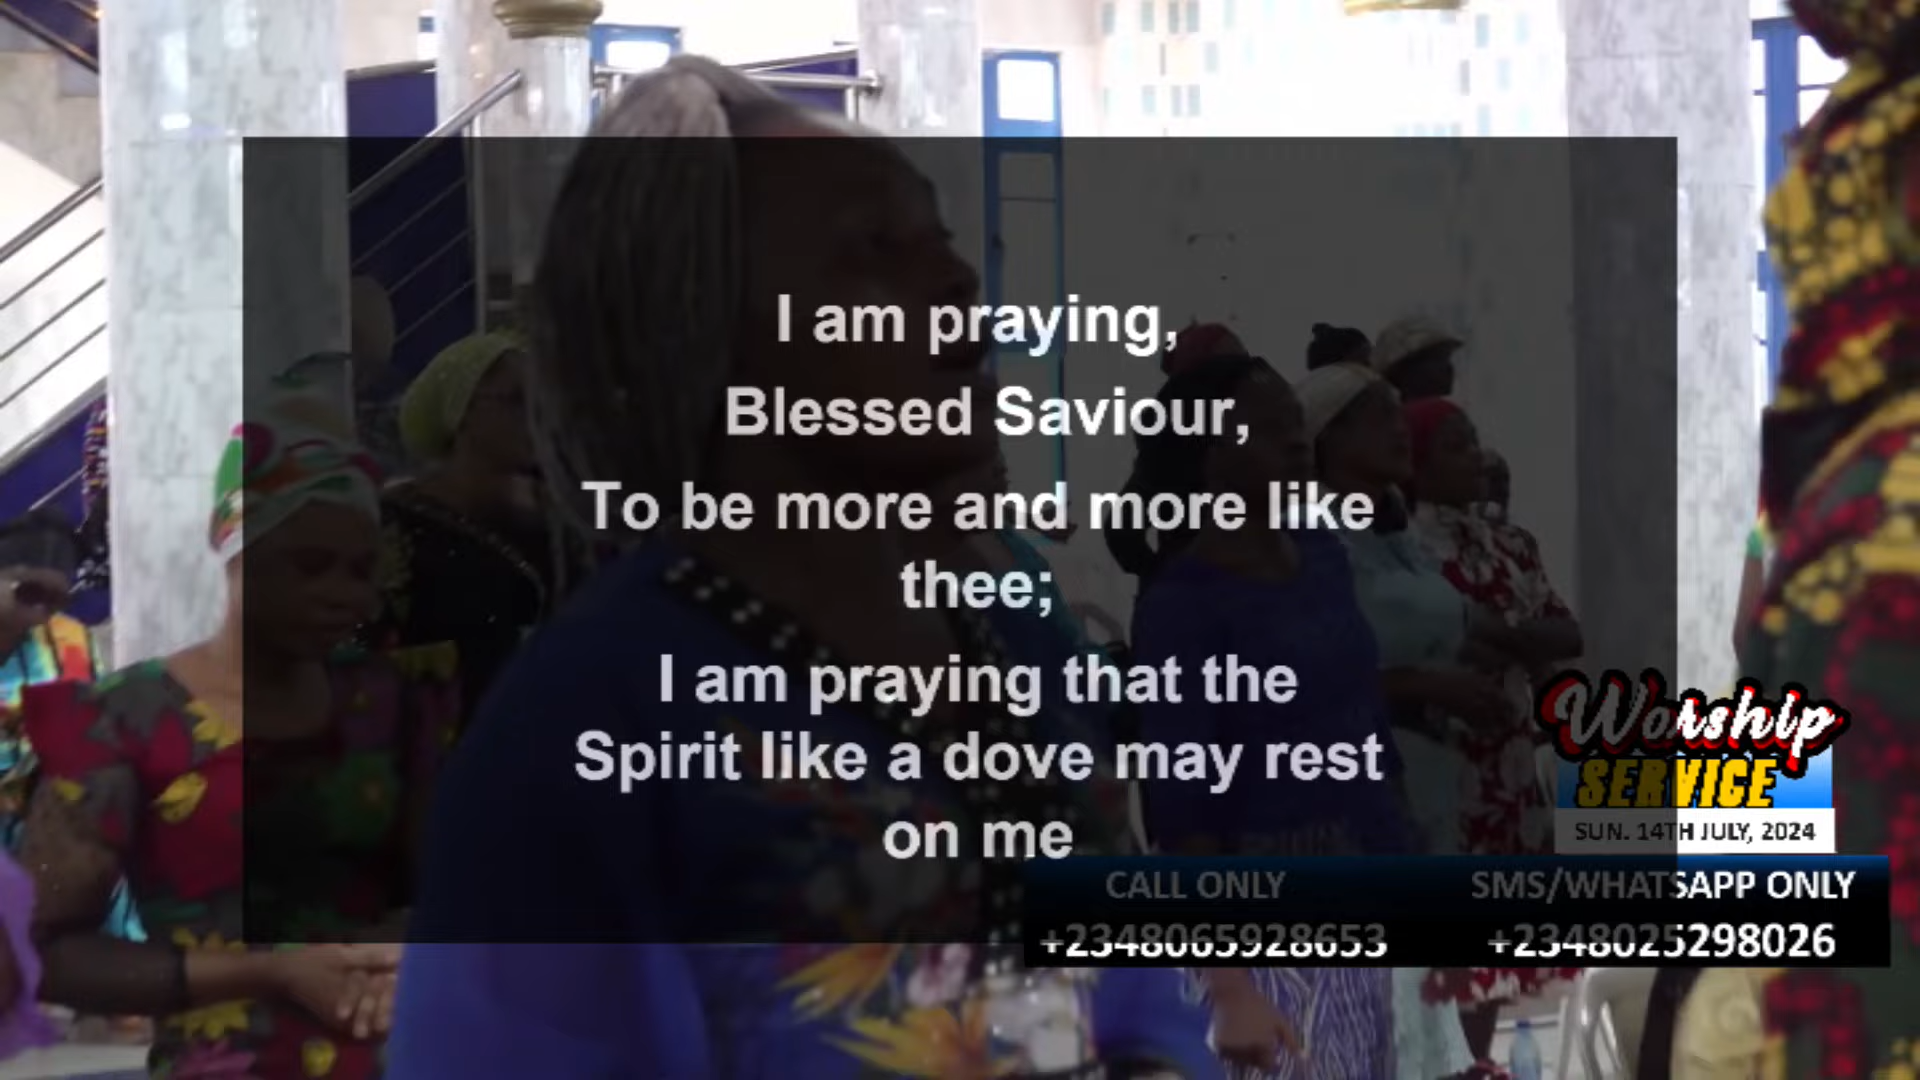 I am praying,
Blessed Saviour,
To be more and more like
thee;
I am praying that the
Spirit like a dove may rest
on me
Worship
SERVICE
SUN. 14TH JULY, 2024
CALL ONLY SMS/WHATSAPP ONLY
+2348065928653 +2348025298026